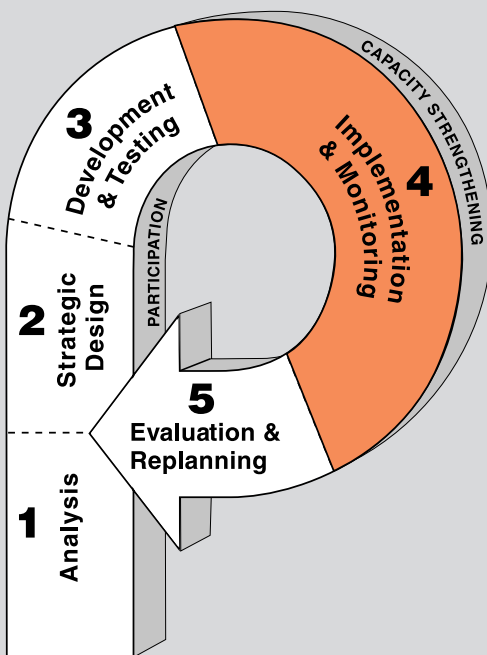 1
Analysis
2
Strategic
Design
3
Development
& Testing
4
Implementation
& Monitoring
5
Evaluation &
Replanning
PARTICIPATION
CAPACITY STRENGTHENING